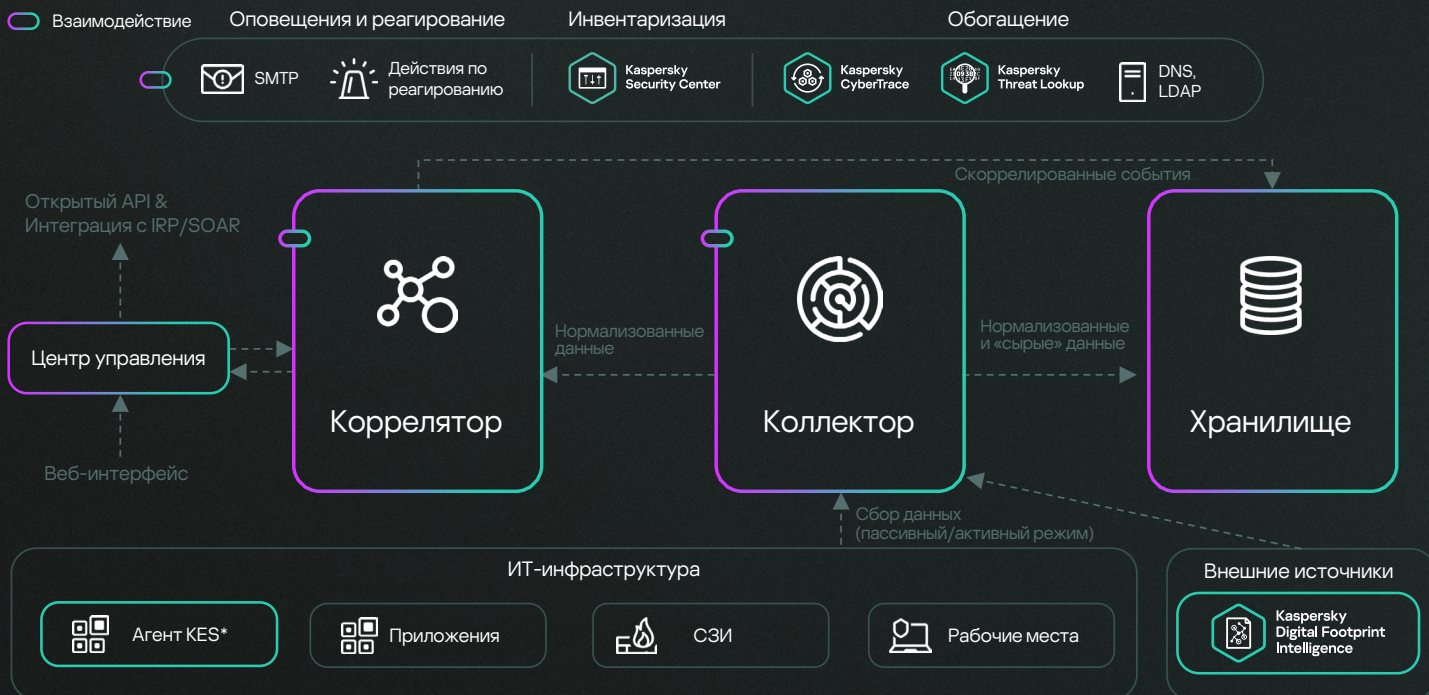 Взаимодействие
Оповещения и реагирование
Инвентаризация
Обогащение
SMTP
Действия по
реагированию
Kaspersky
Security Center
Kaspersky
CyberTrace
Kaspersky
Threat Lookup
DNS,
LDAP
Скоррелированные события
Открытый API &
Интеграция с IRP/SOAR
Центр управления
Веб-интерфейс
Коррелятор
Нормализованные
данные
Коллектор
Нормализованные
и «сырые» данные
Хранилище
Сбор данных
(пассивный/активный режим)
ИТ-инфраструктура
Агент KES*
Приложения
СЗИ
Рабочие места
Внешние источники
Kaspersky
Digital Footprint
Intelligence